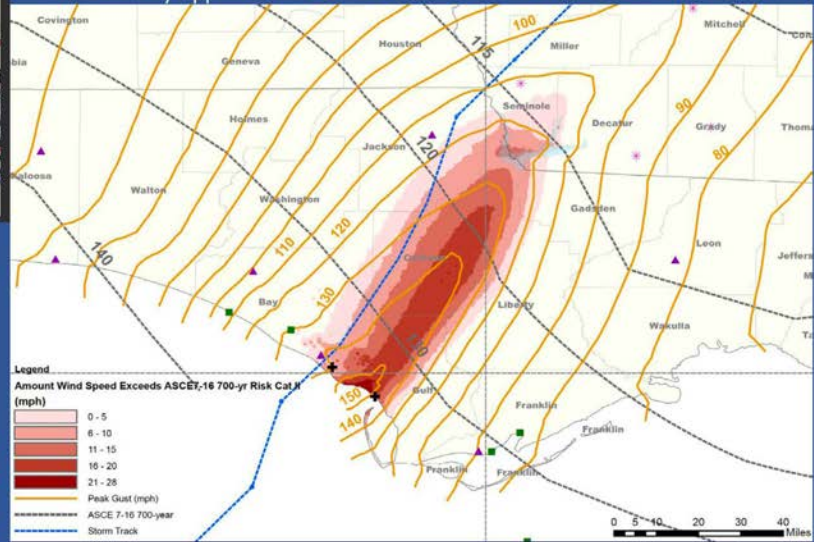 Covington
Houston
100
Miller
Mitchell
115
Geneva
Seminole
90
Holmes
Decatur
Grady
Thoma
Jackson
120
80
Walton
Washington
Gadsden
120
Leon
140
110
Jeffers
Bay
130
Liberty
Wakulla
130
Legend
Amount Wind Speed Exceeds ASCE7-16 700-yr Risk Cat II
(mph)
Gulf
150
0 - 5
6 - 10
140
Franklin
11 - 15
Franklin
16 - 20
21 - 28
Franklin
Franklin
Peak Gust (mph)
ASCE 7-16 700-year
Storm Track
0 5 10 20 30 40
Miles